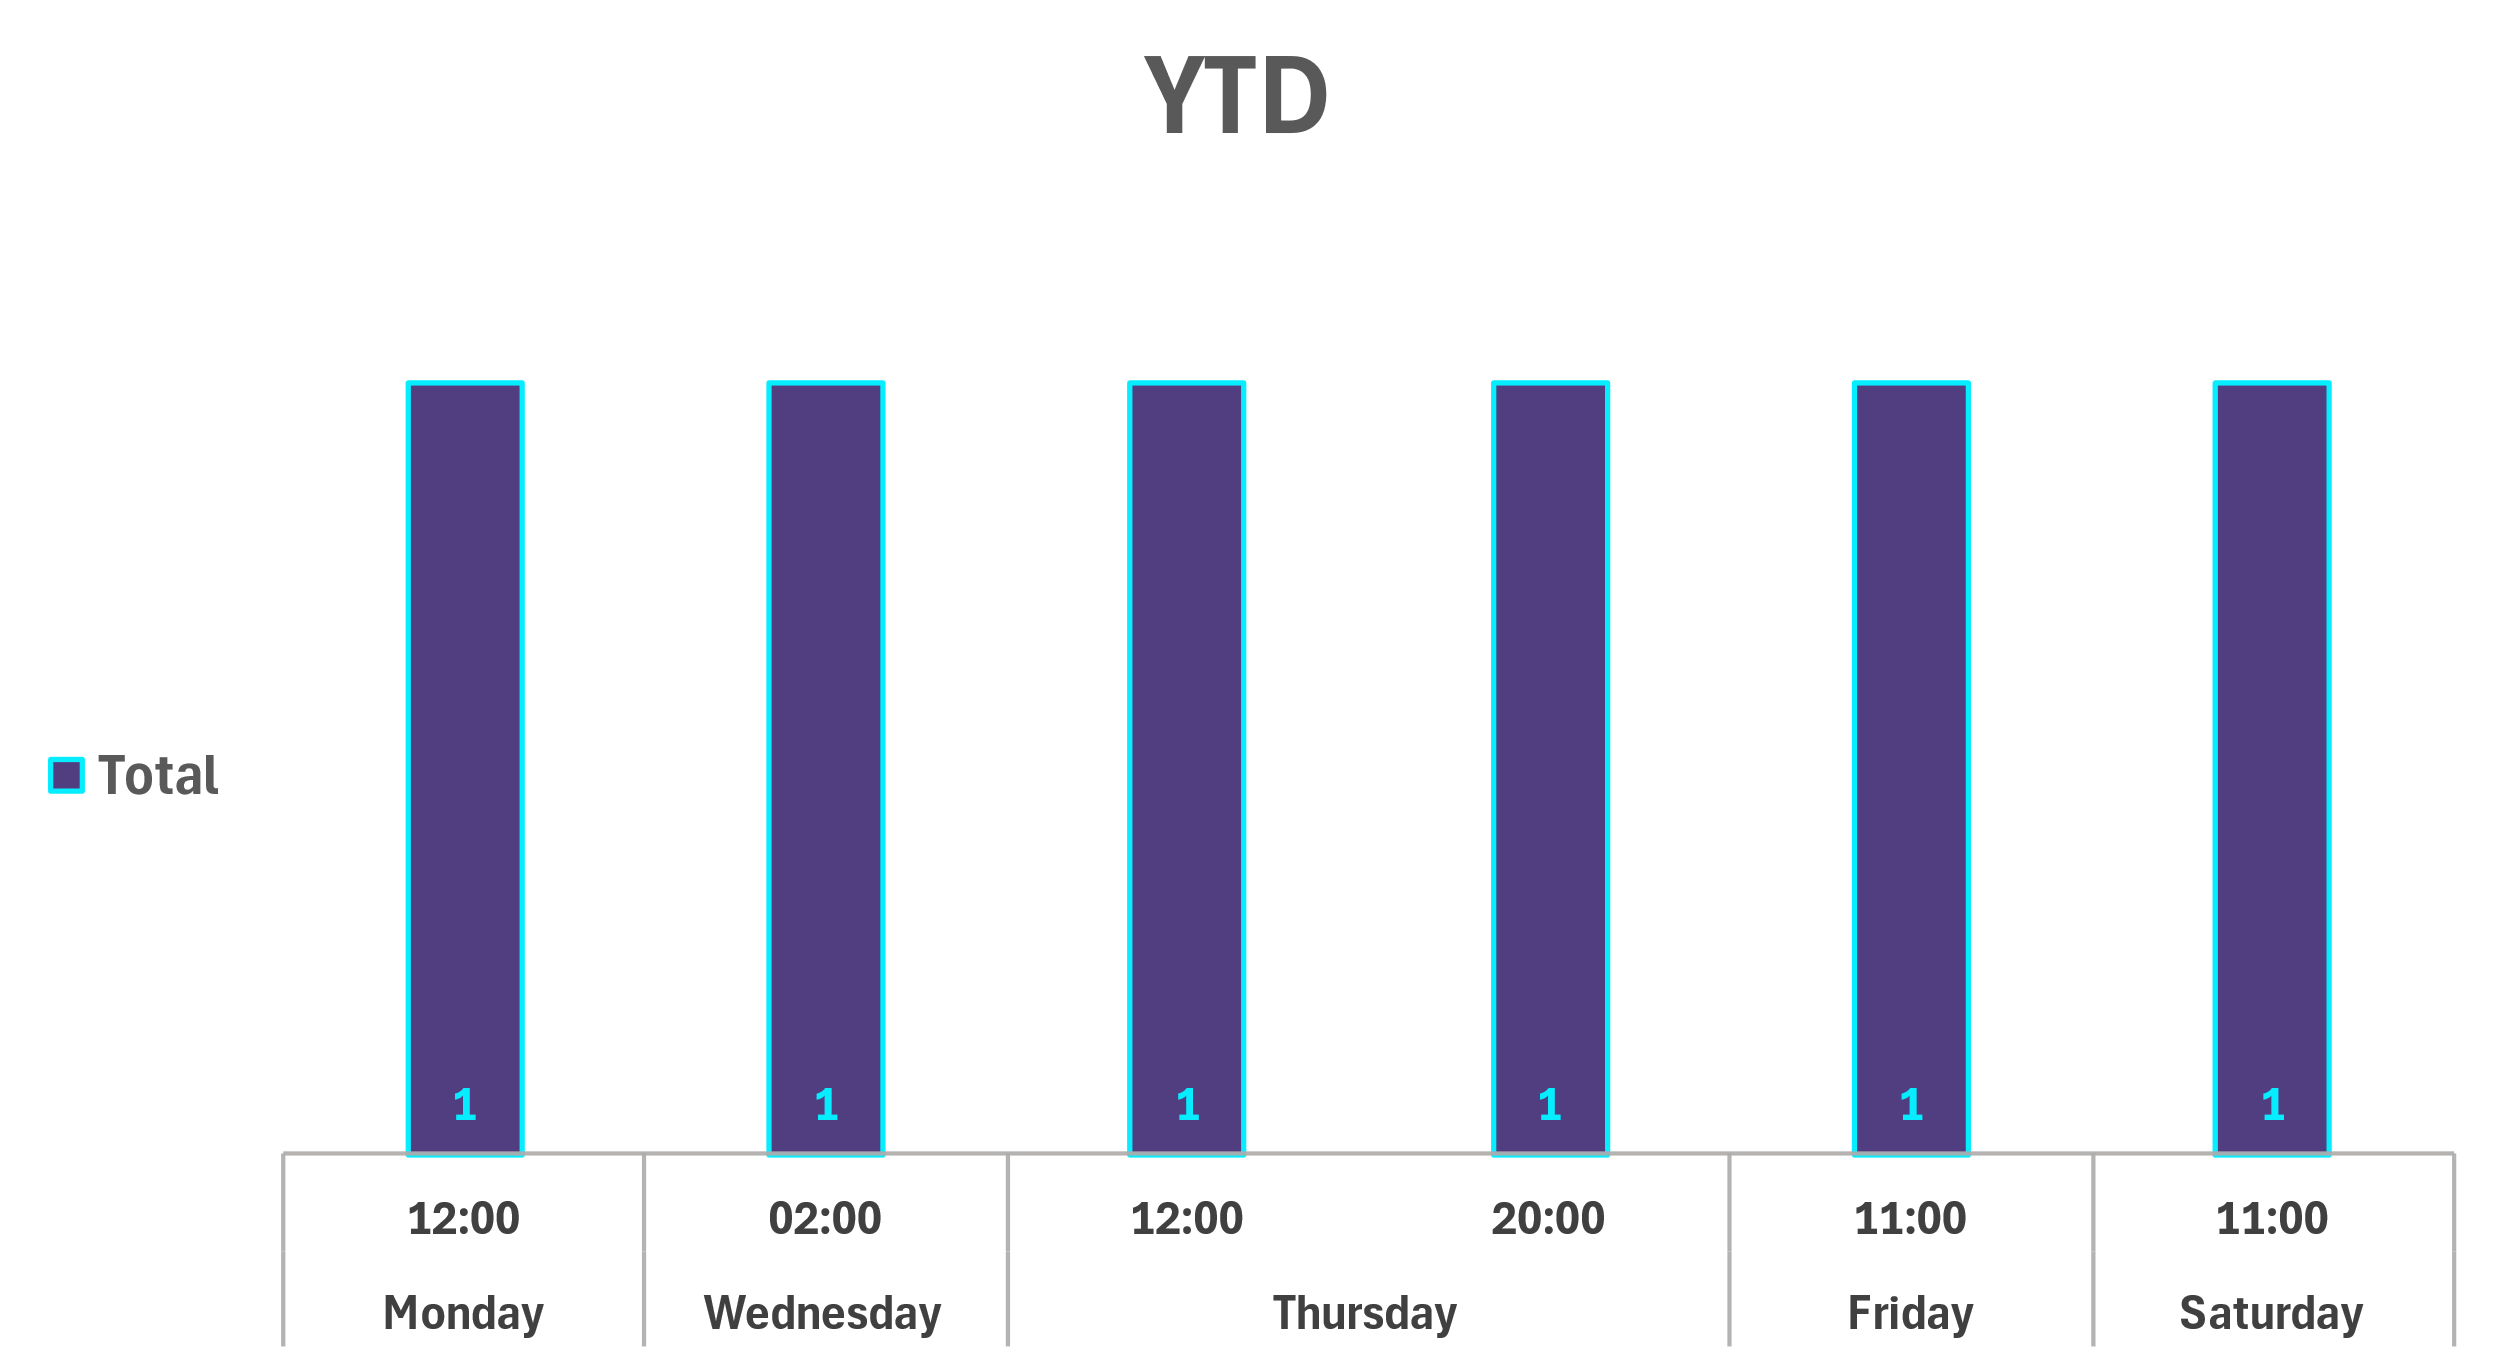 YTD
Total
1 1 1 1 1 1
12:00 02:00 12:00 20:00 11:00 11:00
Monday Wednesday Thursday Friday Saturday